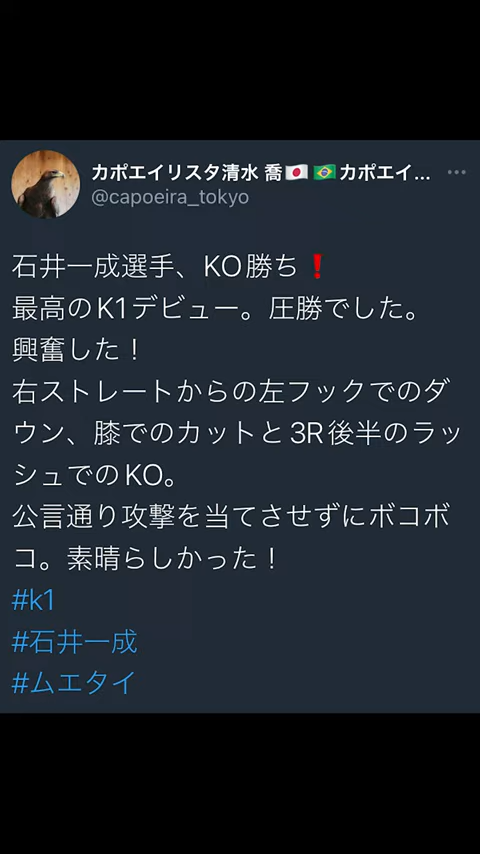 カポエイリスタ清水 喬🇯🇵🇧🇷カポエイ...
@capoeira_tokyo
石井一成選手、KO勝ち❗
最高のK1デビュー。圧勝でした。
興奮した！
右ストレートからの左フックでのダ
ウン、膝でのカットと3R後半のラッ
シュでのKO。
公言通り攻撃を当てさせずにボコボ
コ。素晴らしかった！
#k1
#石井一成
#ムエタイ